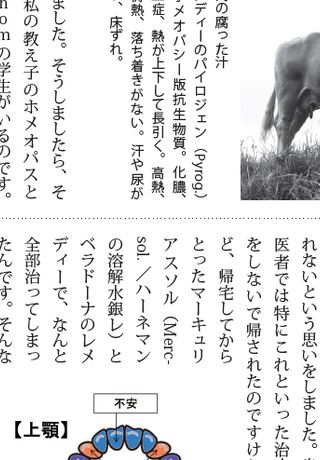 の腐った汁
ディーのパイロジェン（Pyrog.）
メオパシー版抗生物質。化膿、
症、熱が上下して長引く。高熱、
熱、落ち着きがない。汗や尿が
、床ずれ。
ました。そうしましたら、そ
私の教え子のホメオパスと
homの学生がいるのです。
れないという思いをしました。
医者では特にこれといった治
をしないで帰されたのですけ
ど、帰宅してから
とったマーキュリ
アスソル（Merc-
sol.／ハーネマン
の溶解水銀レ）と
ベラドーナのレメ
ディーで、なんと
全部治ってしまっ
たんです。そんな
不安
【上顎】